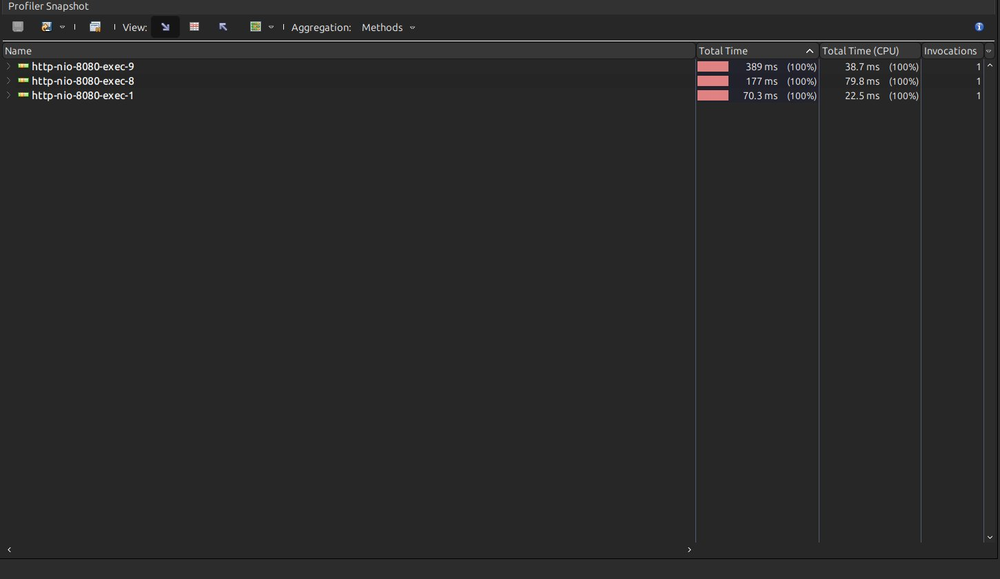 Profiler Snapshot
View: Aggregation: Methods
Name Total Time Total Time (CPU) Invocations
http-nio-8080-exec-9 389 ms (100%) 38.7 ms (100%) 1
http-nio-8080-exec-8 177 ms (100%) 79.8 ms (100%) 1
http-nio-8080-exec-1 70.3 ms (100%) 22.5 ms (100%) 1